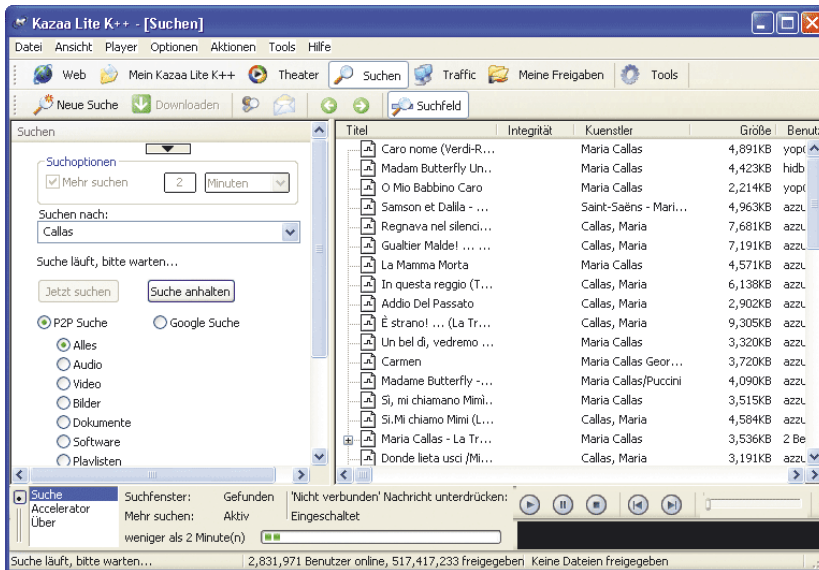 Kazaa Lite K++ - [Suchen]
Datei Ansicht Player Optionen Aktionen Tools Hilfe
Web Mein Kazaa Lite K++ Theater Suchen Traffic Meine Freigaben Tools
Neue Suche Downloaden Suchfeld
Suchen
Suchoptionen
Mehr suchen 2 Minuten
Suchen nach:
Callas
Suche läuft, bitte warten...
Jetzt suchen Suche anhalten
P2P Suche Google Suche
Alles
Audio
Video
Bilder
Dokumente
Software
Playlisten
Titel Integrität Kuenstler Größe Benut
Caro nome (Verdi-R... Maria Callas 4,891KB yop(
Madam Butterfly Un.. Maria Callas 4,423KB hidb
O Mio Babbino Caro Maria Callas 2,214KB yop(
Samson et Dalila - ... Saint-Saëns - Mari... 4,963KB azzu
Regnava nel silenci... Callas, Maria 7,681KB azzu
Gualtier Malde! ... ... Callas, Maria 7,191KB azzu
La Mamma Morta Maria Callas 4,571KB azzu
In questa reggio (T... Callas, Maria 6,138KB azzu
Addio Del Passato Callas, Maria 2,902KB azzu
È strano! ... (La Tr... Callas, Maria 9,305KB azzu
Un bel dì, vedremo ... Maria Callas 3,320KB azzu
Carmen Maria Callas Geor... 3,720KB azzu
Madame Butterfly -... Maria Callas/Puccini 4,090KB azzu
Sì, mi chiamano Mimì.. Maria Callas 3,515KB azzu
Si.Mi chiamo Mimi (L... Callas, Maria 4,584KB azzu
Maria Callas - La Tr... Maria Callas 3,536KB 2 Be
Donde lieta usci /Mi... Callas, Maria 3,191KB azzu
Suche
Accelerator
Über
Suchfenster: Gefunden 'Nicht verbunden' Nachricht unterdrücken:
Mehr suchen: Aktiv Eingeschaltet
weniger als 2 Minute(n)
Suche läuft, bitte warten... 2,831,971 Benutzer online, 517,417,233 freigegeben Keine Dateien freigegeben